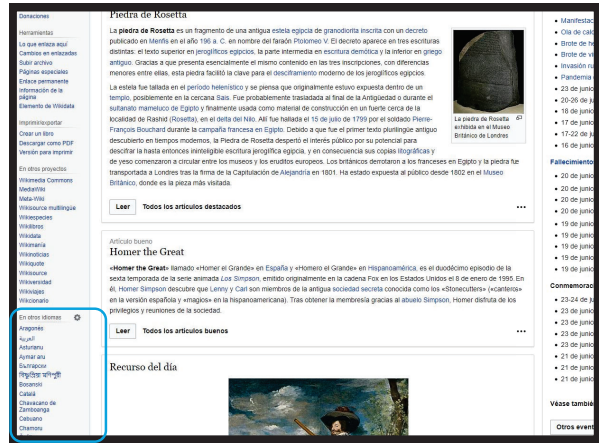 Donaciones
Herramientas
Lo que enlaza aquí
Cambios en enlazadas
Subir archivo
Páginas especiales
Enlace permanente
Información de la
página
Elemento de Wikidata
Imprimir/exportar
Crear un libro
Descargar como PDF
Versión para imprimir
En otros proyectos
Wikimedia Commons
MediaWiki
Meta-Wiki
Wikisource multilingüe
Wikispecies
Wikilibros
Wikidata
Wikimanía
Wikinoticias
Wikiquote
Wikisource
Wikiversidad
Wikiviajes
Wikcionario
En otros idiomas
Aragonés
العربية
Asturianu
Aymar aru
Български
বিষ্ণুপ্রিয়া মণিপুরী
Bosanski
Català
Chavacano de
Zamboanga
Cebuano
Chamoru
Piedra de Rosetta
La piedra de Rosetta es un fragmento de una antigua estela egipcia de granodiorita inscrita con un decreto
publicado en Menfis en el año 196 a. C. en nombre del faraón Ptolomeo V. El decreto aparece en tres escrituras
distintas: el texto superior en jeroglíficos egipcios, la parte intermedia en escritura demótica y la inferior en griego
antiguo. Gracias a que presenta esencialmente el mismo contenido en las tres inscripciones, con diferencias
menores entre ellas, esta piedra facilitó la clave para el desciframiento moderno de los jeroglíficos egipcios.
La estela fue tallada en el período helenístico y se piensa que originalmente estuvo expuesta dentro de un
templo, posiblemente en la cercana Sais. Fue probablemente trasladada al final de la Antigüedad o durante el
sultanato mameluco de Egipto y finalmente usada como material de construcción en un fuerte cerca de la
localidad de Rashid (Rosetta), en el delta del Nilo. Allí fue hallada el 15 de julio de 1799 por el soldado Pierre-
François Bouchard durante la campaña francesa en Egipto. Debido a que fue el primer texto plurilingüe antiguo
descubierto en tiempos modernos, la Piedra de Rosetta despertó el interés público por su potencial para
descifrar la hasta entonces ininteligible escritura jeroglífica egipcia, y en consecuencia sus copias litográficas y
de yeso comenzaron a circular entre los museos y los eruditos europeos. Los británicos derrotaron a los franceses en Egipto y la piedra fue
transportada a Londres tras la firma de la Capitulación de Alejandría en 1801. Ha estado expuesta al público desde 1802 en el Museo
Británico, donde es la pieza más visitada.
La piedra de Rosetta
exhibida en el Museo
Británico de Londres
Leer Todos los artículos destacados
Artículo bueno
Homer the Great
«Homer the Great» llamado «Homer el Grande» en España y «Homero el Grande» en Hispanoamérica, es el duodécimo episodio de la
sexta temporada de la serie animada Los Simpson, emitido originalmente en la cadena Fox en los Estados Unidos el 8 de enero de 1995. En
él, Homer Simpson descubre que Lenny y Carl son miembros de la antigua sociedad secreta conocida como los «Stonecutters» («canteros»
en la versión española y «magios» en la hispanoamericana). Tras obtener la membresía gracias al abuelo Simpson, Homer disfruta de los
privilegios y reuniones de la sociedad.
Leer Todos los artículos buenos
Recurso del día
• Manifestac
• Ola de calo
• Brote de he
• Brote de vi
• Invasión ru
• Pandemia
• 23 de junio
• 20-26 de ju
• 18 de junio
• 17 de junio
• 17-22 de ju
• 16 de junio
Fallecimiento
• 20 de junio
• 20 de junio
• 20 de junio
• 20 de junio
• 19 de junio
• 19 de junio
• 19 de junio
• 19 de junio
Conmemorac
• 23-24 de j
• 23 de junio
• 23 de junio
• 23 de junio
• 21 de junio
• 21 de junio
• 21 de junio
Véase tambié
Otros event